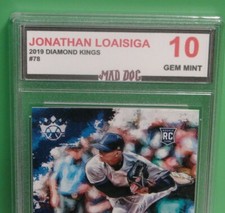 JONATHAN LOAISIGA
2019 DIAMOND KINGS
#78
10
GEM MINT
MAD DOG
RC